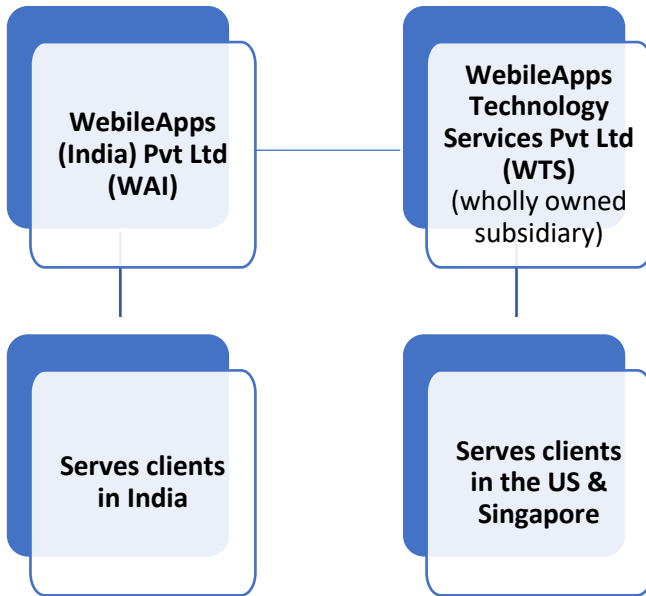 WebileApps
(India) Pvt Ltd
(WAI)
WebileApps
Technology
Services Pvt Ltd
(WTS)
(wholly owned
subsidiary)
Serves clients
in India
Serves clients
in the US &
Singapore